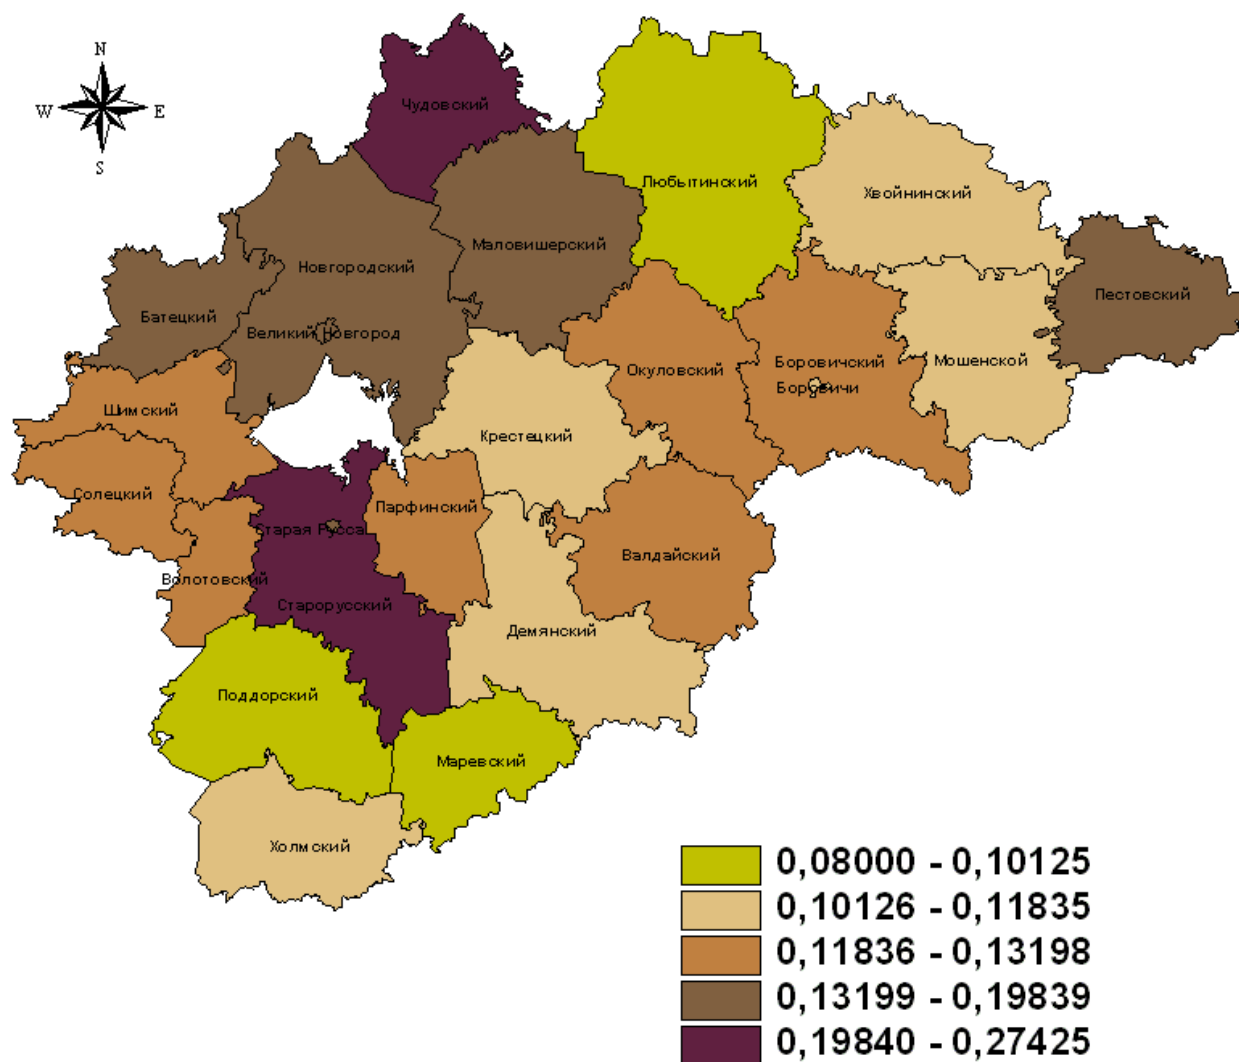 N
W E
S
Чудовский
Любытинский
Хвойнинский
Маловишерский
Новгородский
Пестовский
Батецкий
Великий Новгород
Боровичский
Мошенской
Окуловский
Боровичи
Шимский
Крестецкий
Солецкий
Парфинский
Старая Русса
Валдайский
Волотовский
Старорусский
Демянский
Поддорский
Маревский
Холмский
0,08000 - 0,10125
0,10126 - 0,11835
0,11836 - 0,13198
0,13199 - 0,19839
0,19840 - 0,27425